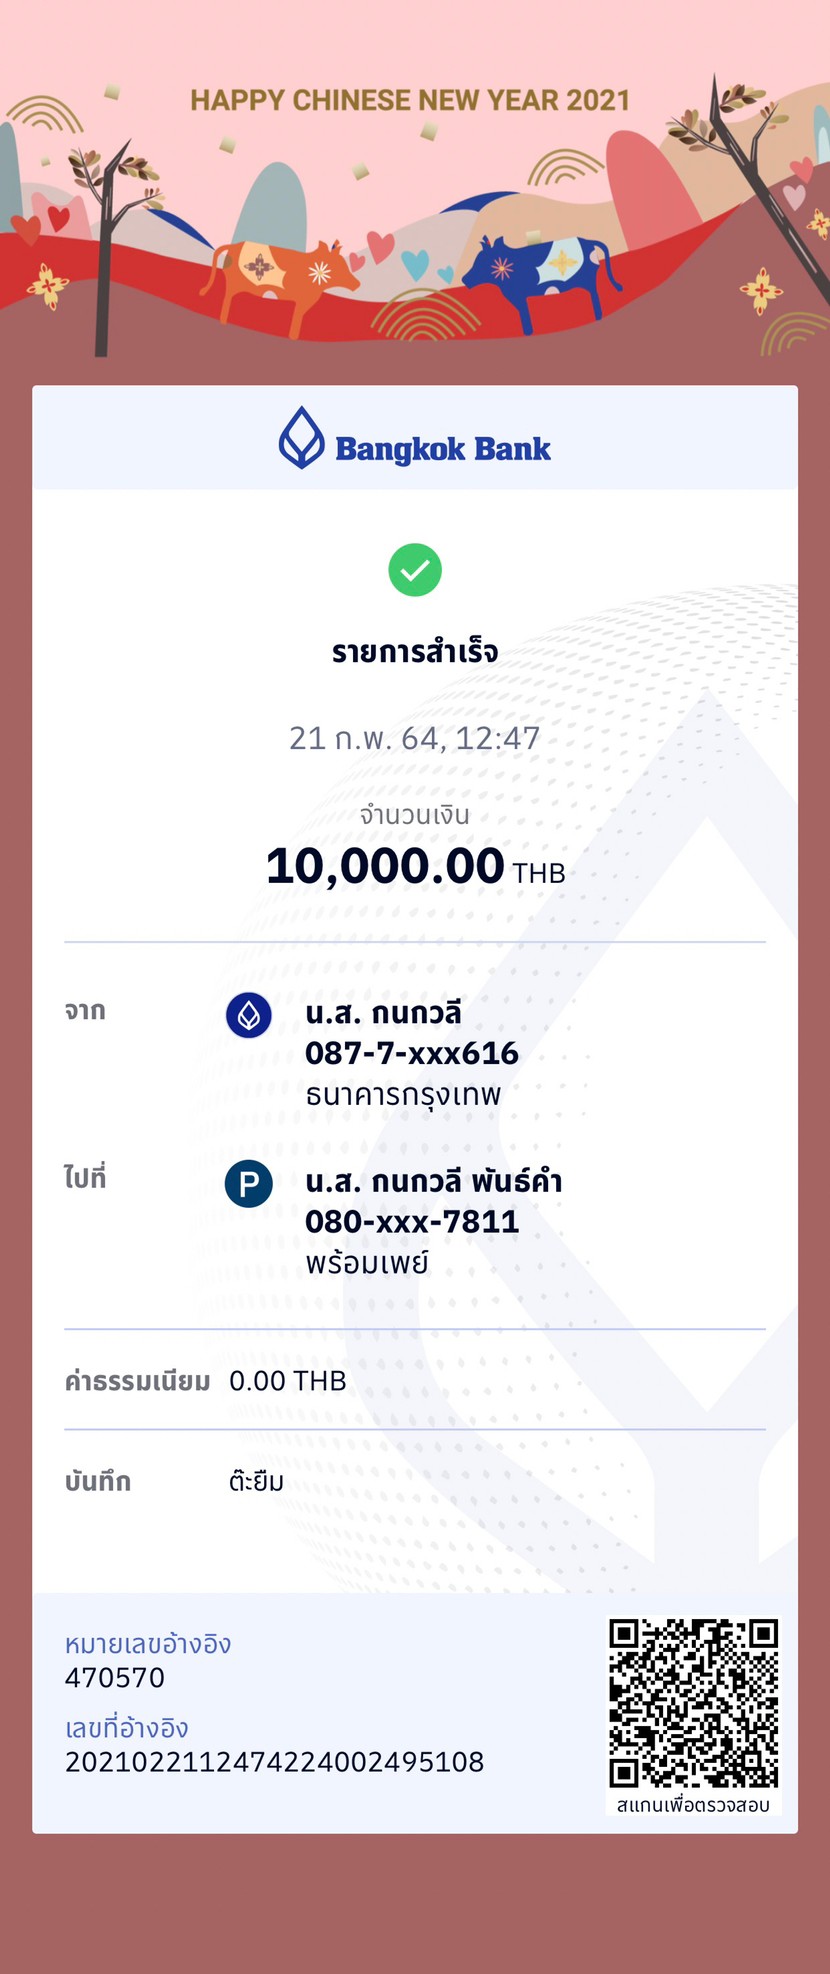 HAPPY CHINESE NEW YEAR 2021
Bangkok Bank
รายการสำเร็จ
21 ก.พ. 64, 12:47
จำนวนเงิน
10,000.00 THB
จาก
น.ส. กนกวลี
087-7-xxx616
ธนาคารกรุงเทพ
ไปที่
P
น.ส. กนกวลี พันธ์คำ
080-xxx-7811
พร้อมเพย์
ค่าธรรมเนียม 0.00 THB
บันทึก ต๊ะยืม
หมายเลขอ้างอิง
470570
เลขที่อ้างอิง
2021022112474224002495108
สแกนเพื่อตรวจสอบ